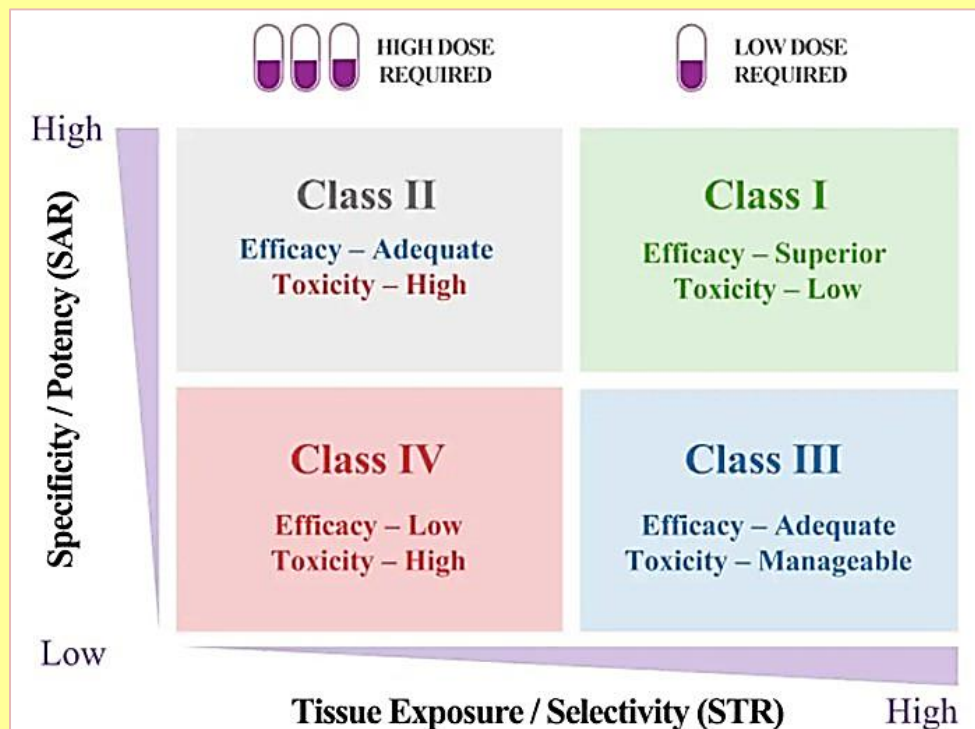 HIGH DOSE
REQUIRED
LOW DOSE
REQUIRED
High
Specificity / Potency (SAR)
Class II
Efficacy – Adequate
Toxicity – High
Class I
Efficacy – Superior
Toxicity – Low
Class IV
Efficacy – Low
Toxicity – High
Class III
Efficacy – Adequate
Toxicity – Manageable
Low
Tissue Exposure / Selectivity (STR)
High